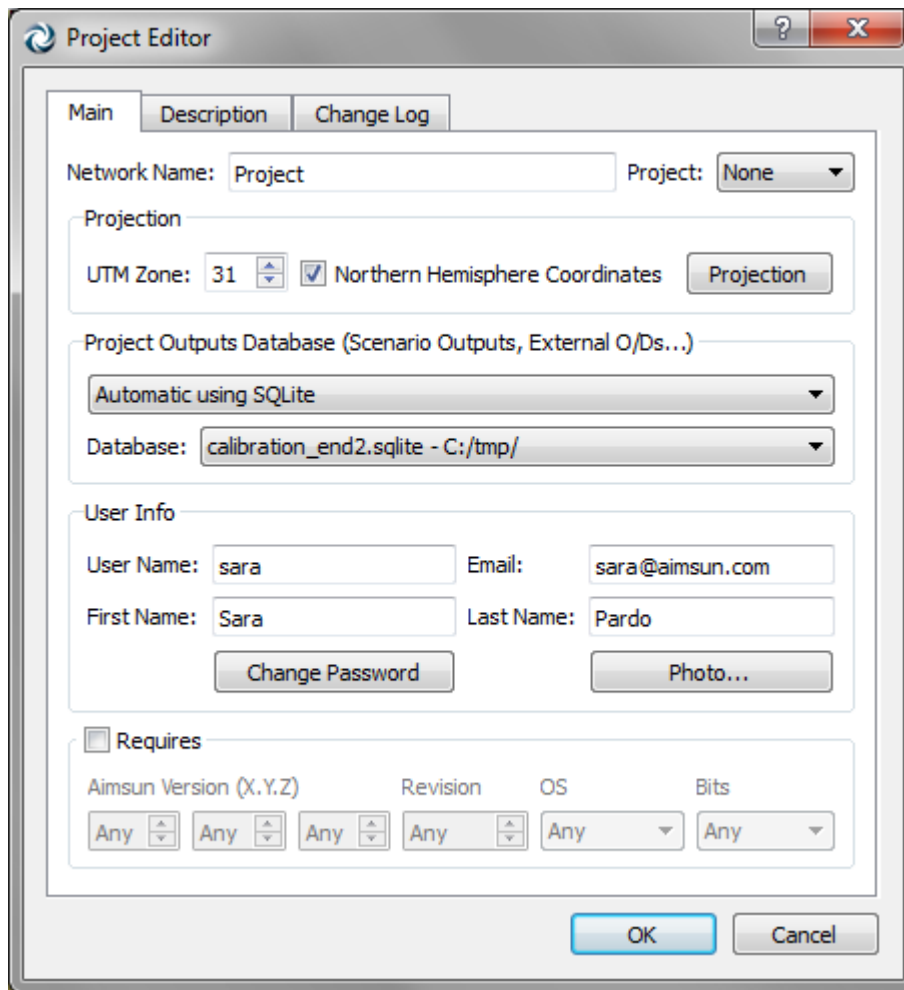 Project Editor
?
X
Main Description Change Log
Network Name: Project Project: None
Projection
UTM Zone: 31 Northern Hemisphere Coordinates Projection
Project Outputs Database (Scenario Outputs, External O/Ds...)
Automatic using SQLite
Database: calibration_end2.sqlite - C:/tmp/
User Info
User Name: sara Email: sara@aimsun.com
First Name: Sara Last Name: Pardo
Change Password Photo...
Requires
Aimsun Version (X.Y.Z) Revision OS Bits
Any Any Any Any Any Any
OK Cancel